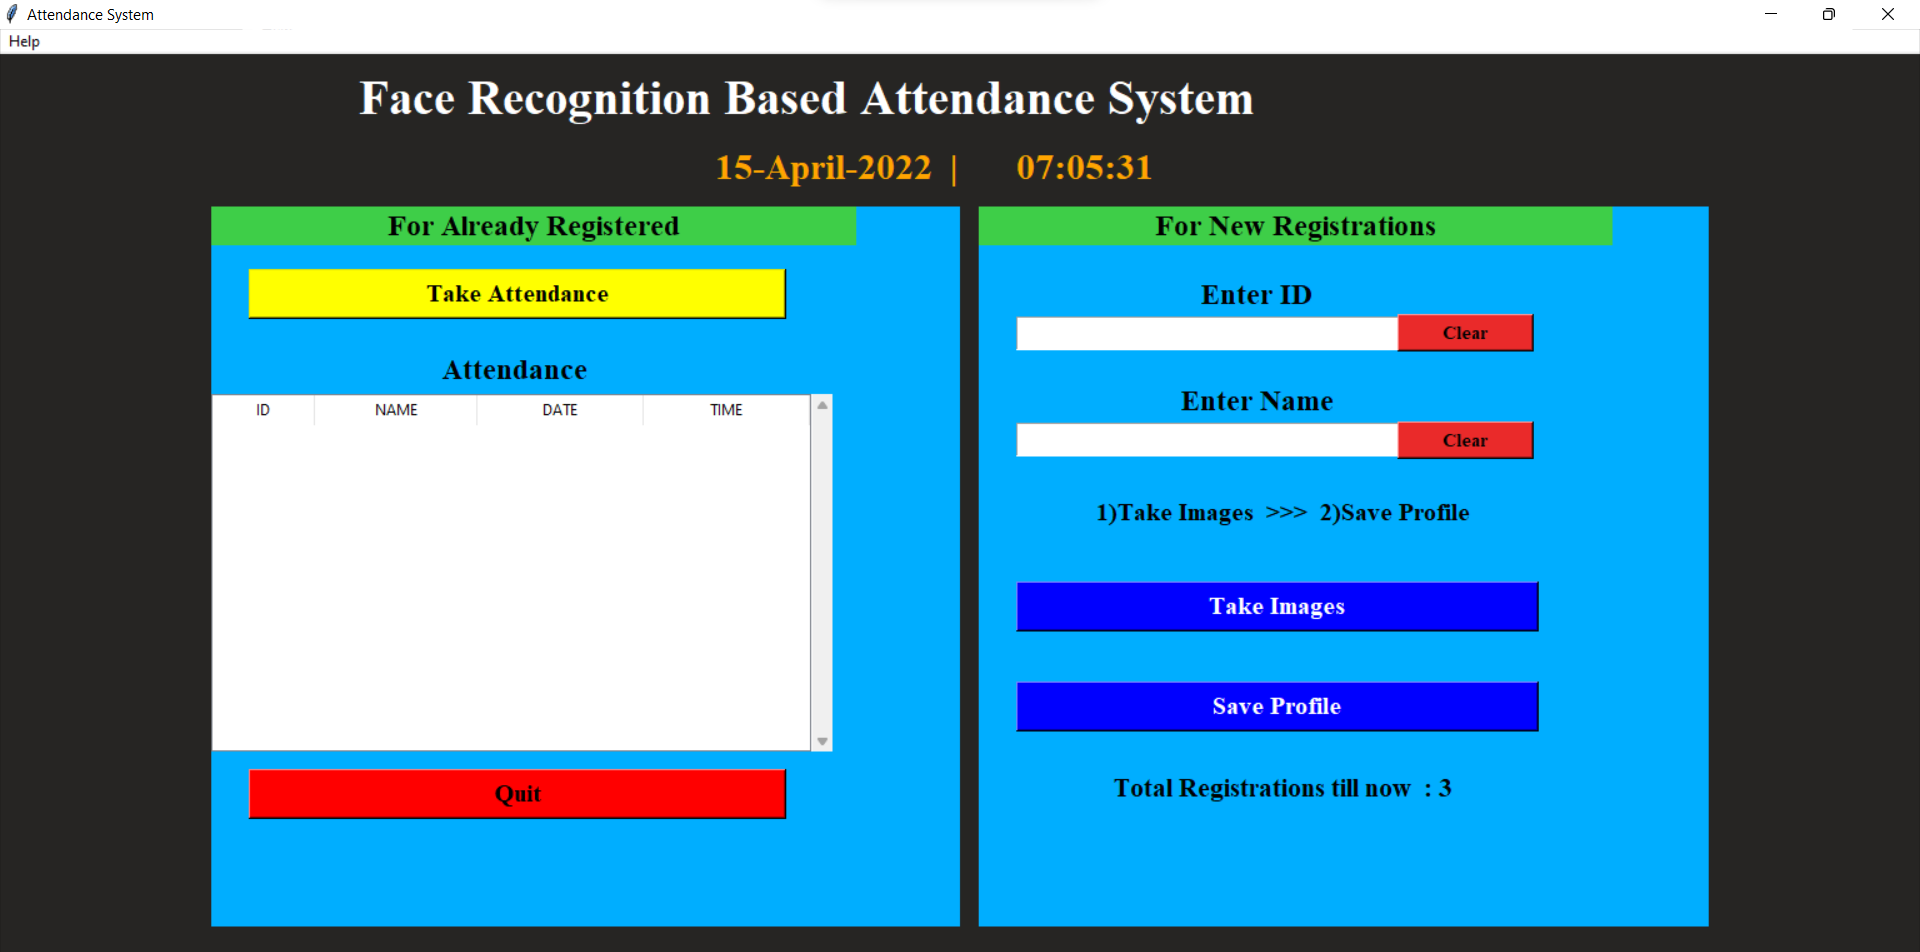 Attendance System
Help
Face Recognition Based Attendance System
15-April-2022 | 07:05:31
For Already Registered
Take Attendance
Attendance
ID NAME DATE TIME
Quit
For New Registrations
Enter ID
Clear
Enter Name
Clear
1)Take Images >>> 2)Save Profile
Take Images
Save Profile
Total Registrations till now : 3